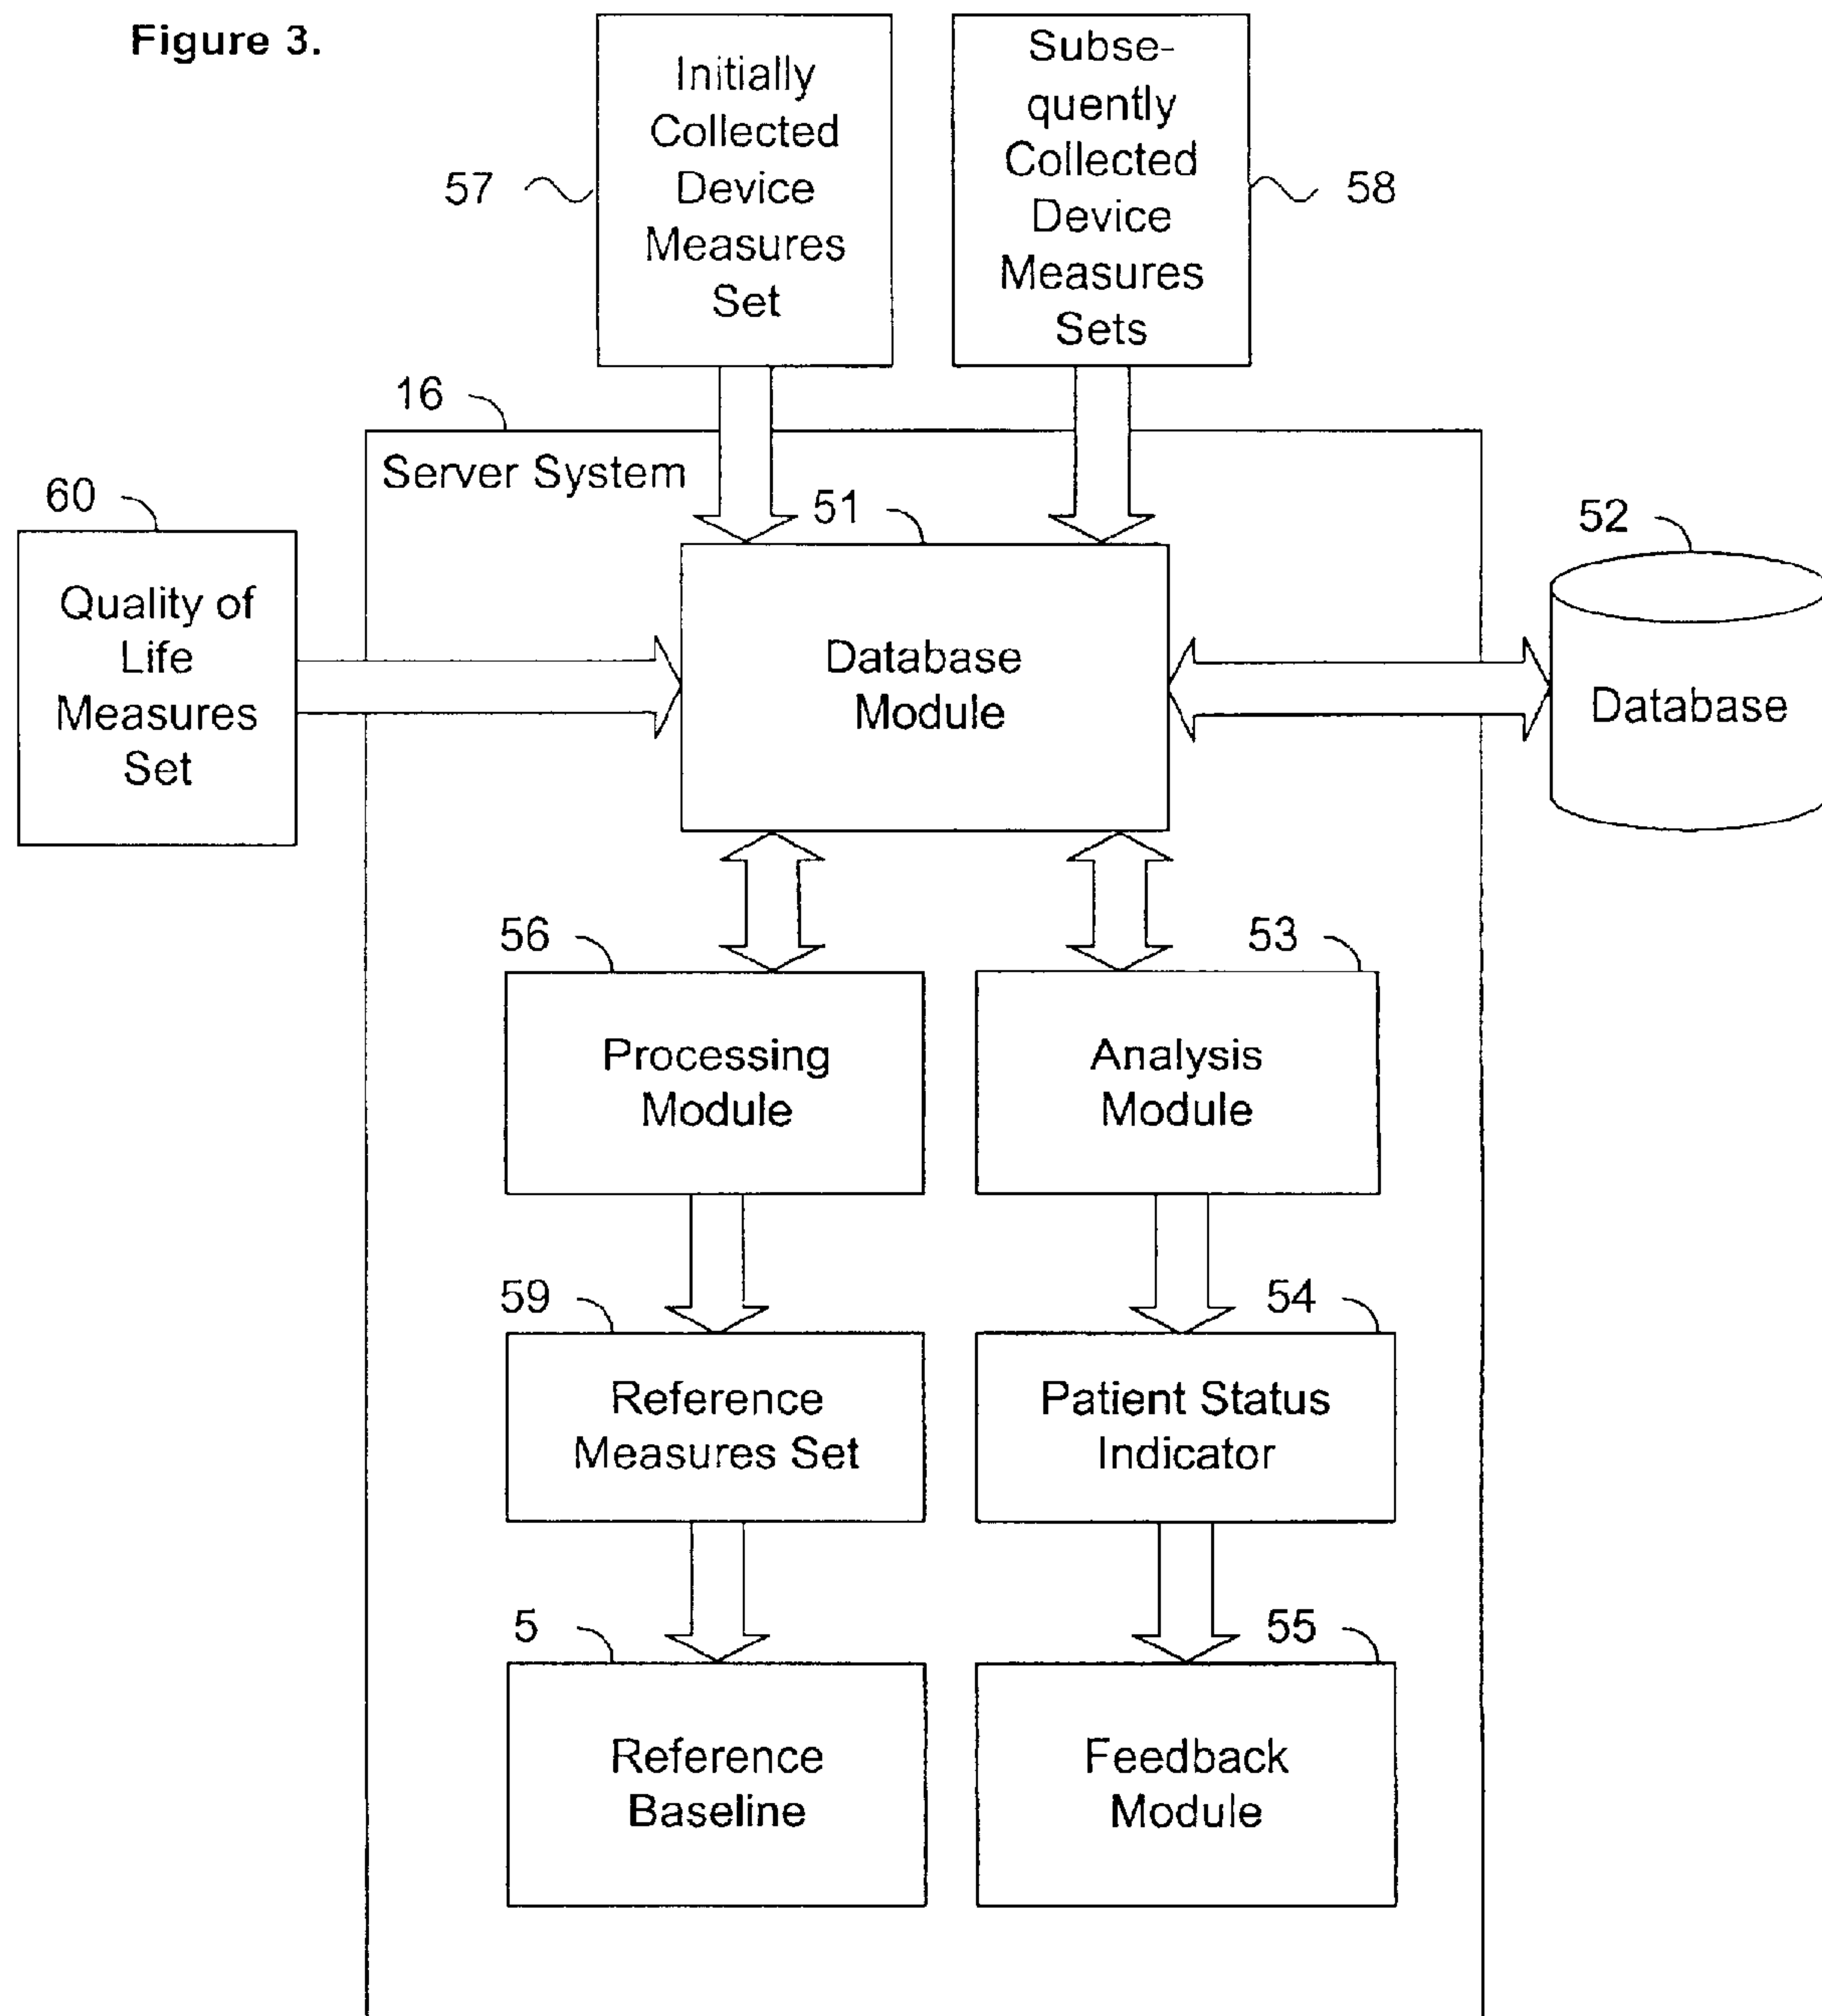 Figure 3.
Initially
Collected
Device
Measures
Set
57
Subse-
quently
Collected
Device
Measures
Sets
58
16
Server System
60
Quality of
Life
Measures
Set
51
Database
Module
52
Database
56
Processing
Module
53
Analysis
Module
59
Reference
Measures Set
54
Patient Status
Indicator
5
Reference
Baseline
55
Feedback
Module